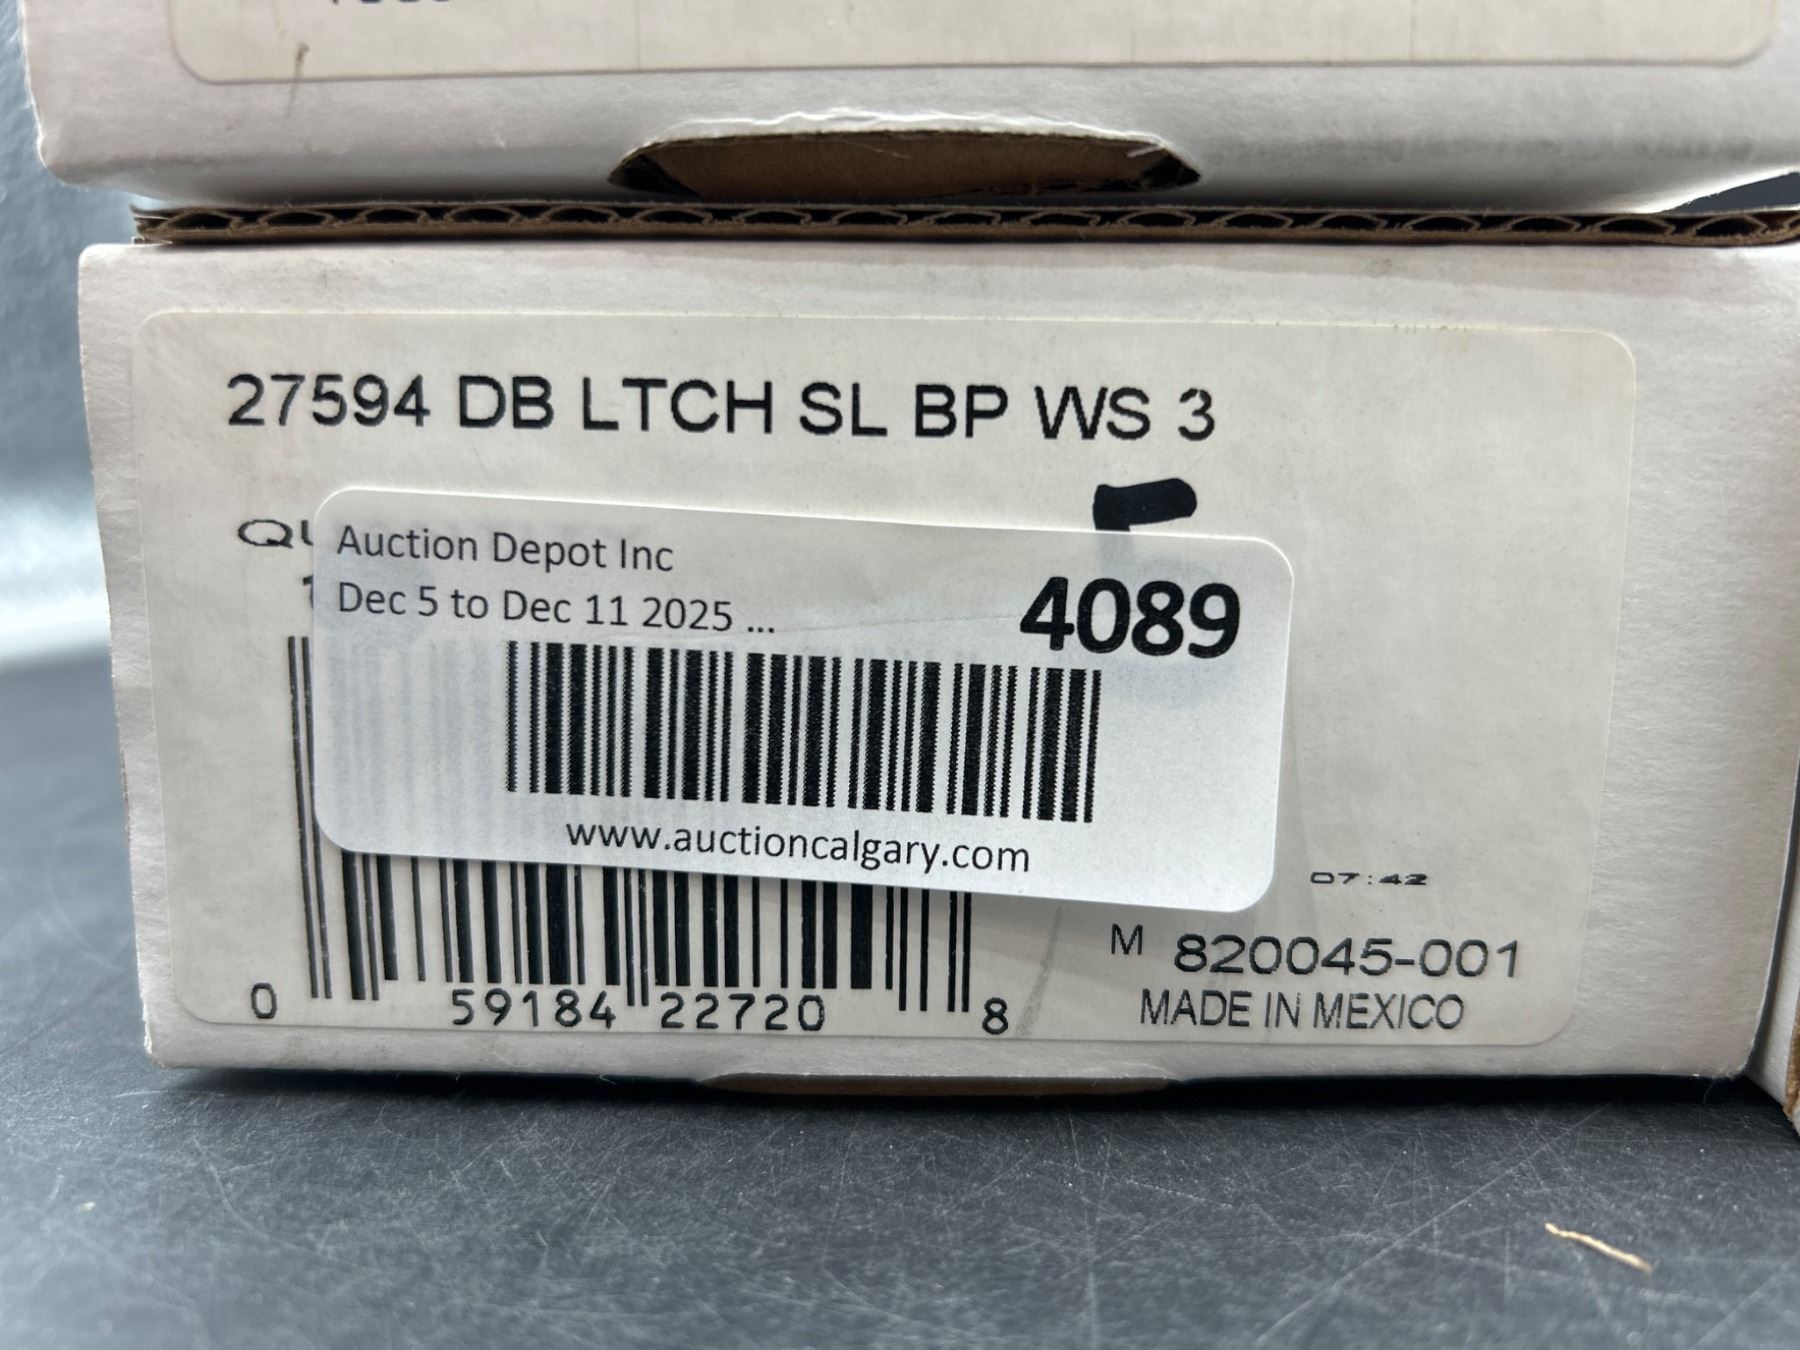 27594 DB LTCH SL BP WS 3
Auction Depot Inc
Dec 5 to Dec 11 2025 ...
4089
www.auctioncalgary.com
07:42
M 820045-001
MADE IN MEXICO
0 59184 22720 8